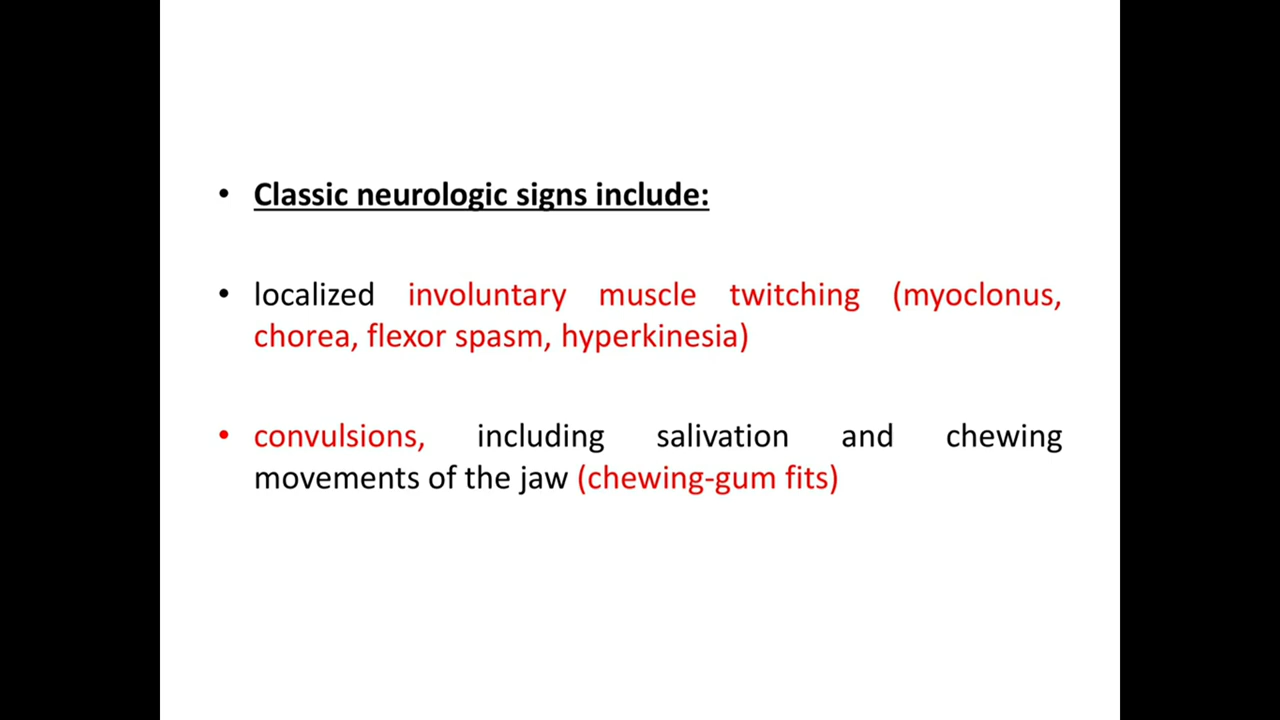 • Classic neurologic signs include:
• localized involuntary muscle twitching (myoclonus,
chorea, flexor spasm, hyperkinesia)
• convulsions, including salivation and chewing
movements of the jaw (chewing-gum fits)